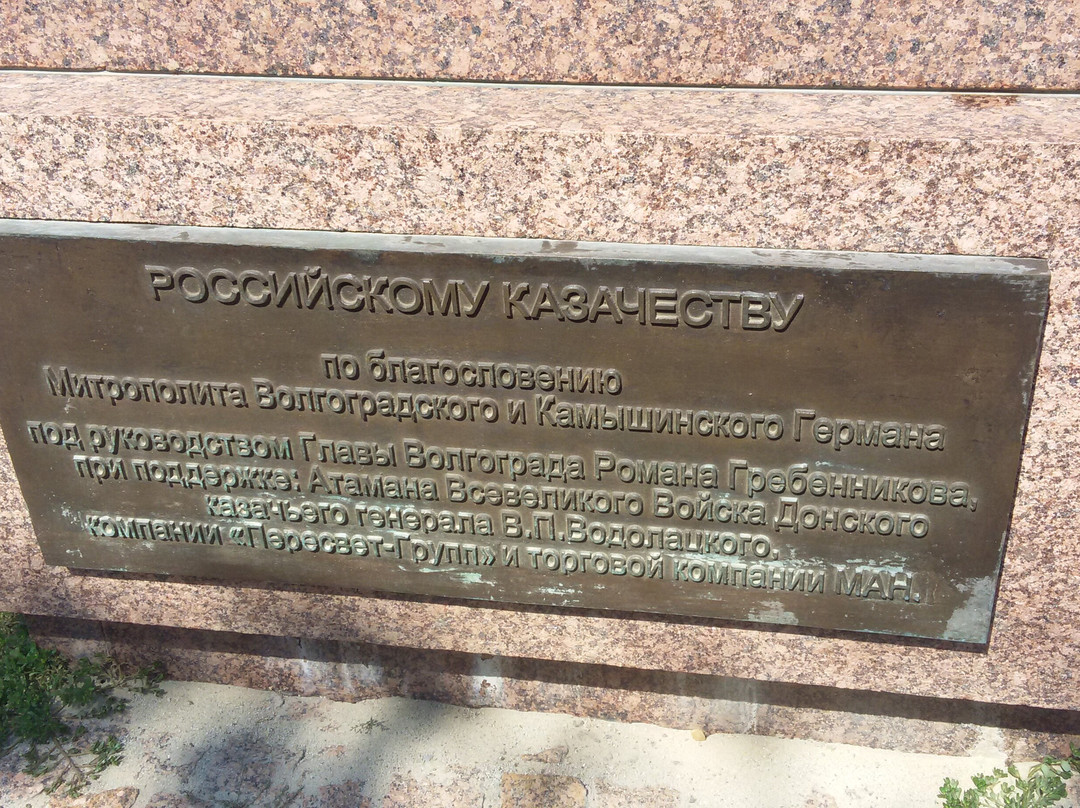 РОССИЙСКОМУ КАЗАЧЕСТВУ
по благословению
Митрополита Волгоградского и Камышинского Германа
под руководством Главы Волгограда Романа Гребенникова,
при поддержке: Атамана Всевеликого Войска Донского
казачьего генерала В.П.Водолацкого,
компании «Пересвет-Групп» и торговой компании МАН.